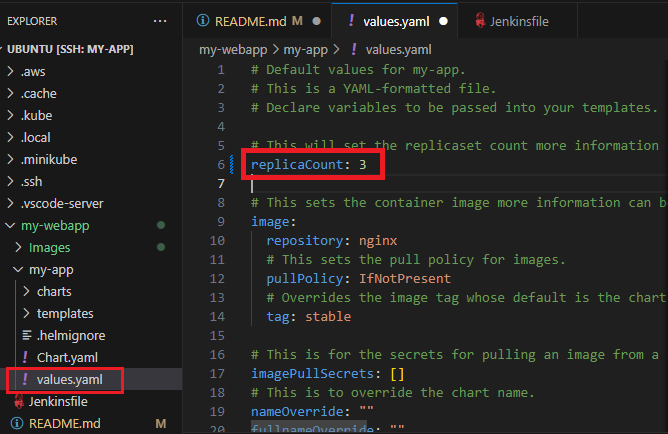 EXPLORER ...
UBUNTU [SSH: MY-APP]
.aws
.cache
.kube
.local
.minikube
.ssh
.vscode-server
my-webapp
Images
my-app
charts
templates
.helmignore
! Chart.yaml
! values.yaml
Jenkinsfile
README.md M
README.md M
! values.yaml
Jenkinsfile
my-webapp > my-app > ! values.yaml
1 # Default values for my-app.
2 # This is a YAML-formatted file.
3 # Declare variables to be passed into your templates.
4
5 # This will set the replicaset count more information
6 replicaCount: 3
7
8 # This sets the container image more information can b
9 image:
10 repository: nginx
11 # This sets the pull policy for images.
12 pullPolicy: IfNotPresent
13 # Overrides the image tag whose default is the chart
14 tag: stable
15
16 # This is for the secrets for pulling an image from a
17 imagePullSecrets: []
18 # This is to override the chart name.
19 nameOverride: ""
20 fullnameOverride: ""